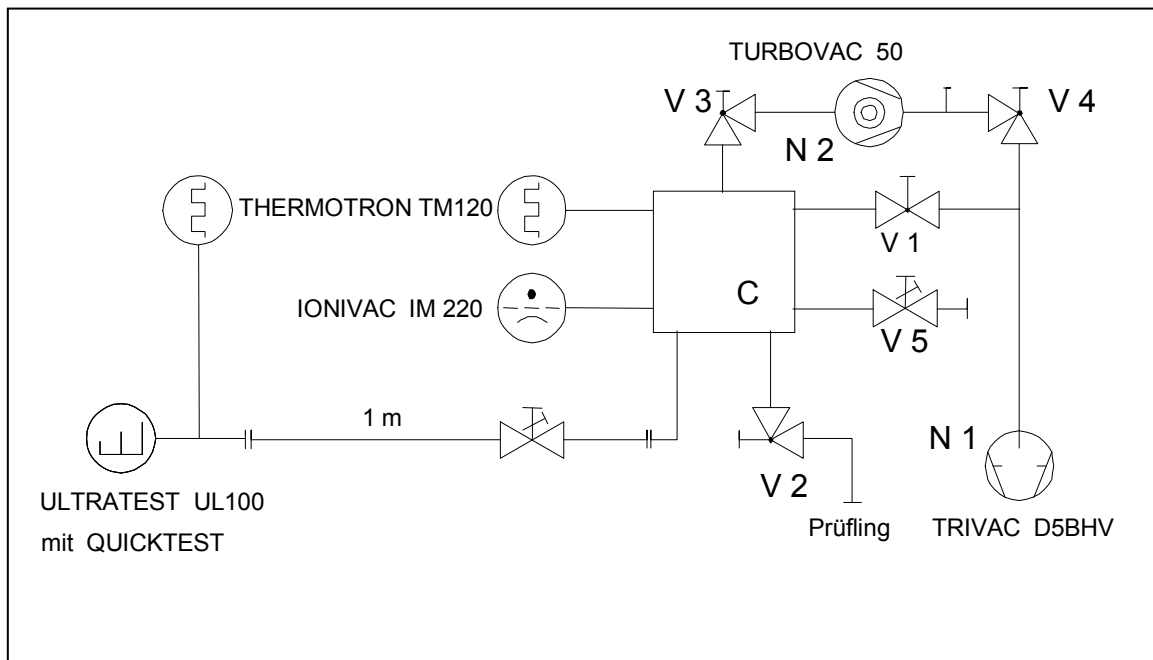 TURBOVAC 50
V 3
V 4
N 2
THERMOTRON TM120
V 1
IONIVAC IM 220
C
V 5
1 m
N 1
V 2
ULTRATEST UL100
mit QUICKTEST
Prüfling
TRIVAC D5BHV